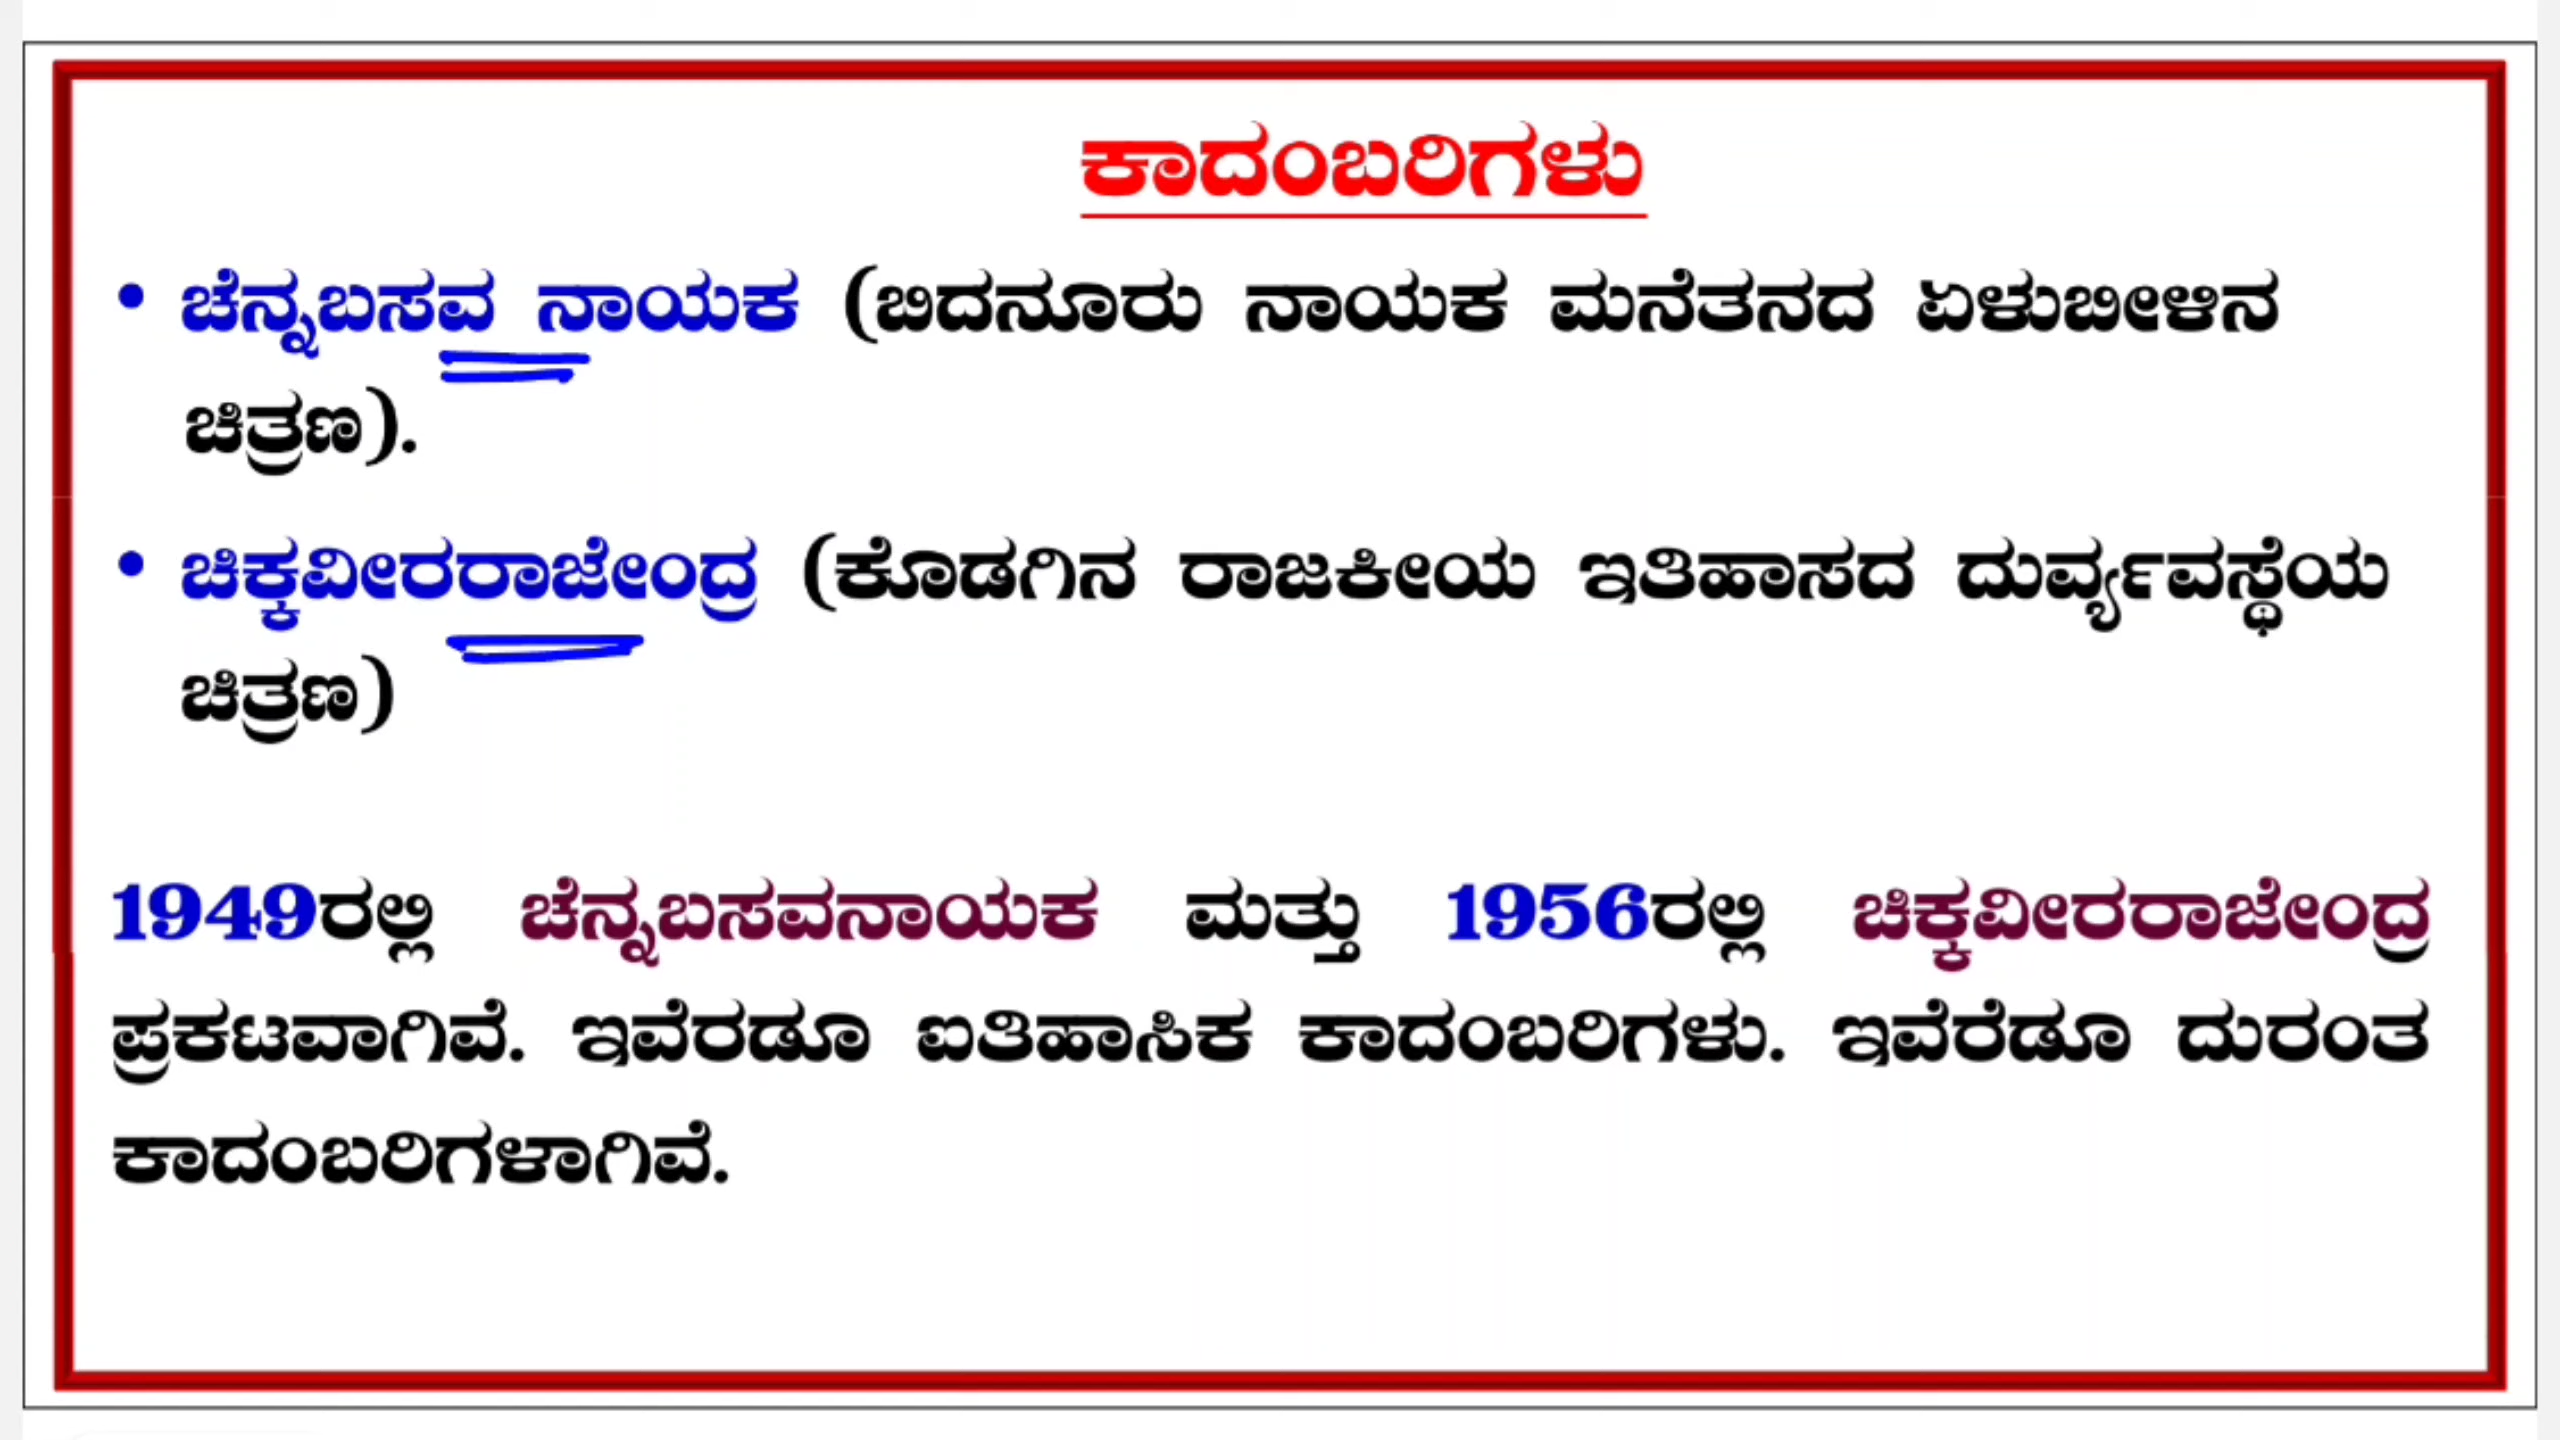 ಕಾದಂಬರಿಗಳು
• ಚೆನ್ನಬಸವ ನಾಯಕ (ಬಿದನೂರು ನಾಯಕ ಮನೆತನದ ಏಳುಬೀಳಿನ
ಚಿತ್ರಣ).
• ಚಿಕ್ಕವೀರರಾಜೇಂದ್ರ (ಕೊಡಗಿನ ರಾಜಕೀಯ ಇತಿಹಾಸದ ದುರ್ವ್ಯವಸ್ಥೆಯ
ಚಿತ್ರಣ)
1949ರಲ್ಲಿ ಚೆನ್ನಬಸವನಾಯಕ ಮತ್ತು 1956ರಲ್ಲಿ ಚಿಕ್ಕವೀರರಾಜೇಂದ್ರ
ಪ್ರಕಟವಾಗಿವೆ. ಇವೆರಡೂ ಐತಿಹಾಸಿಕ ಕಾದಂಬರಿಗಳು. ಇವೆರೆಡೂ ದುರಂತ
ಕಾದಂಬರಿಗಳಾಗಿವೆ.